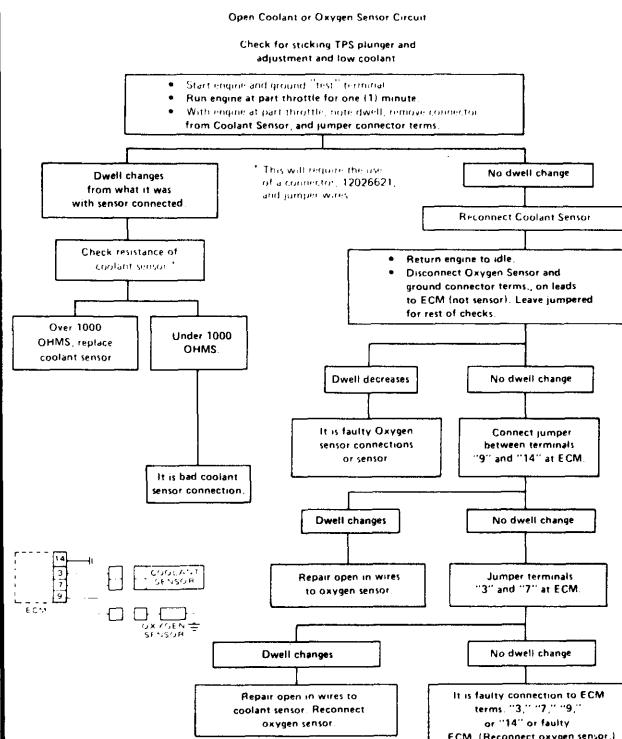 Open Coolant or Oxygen Sensor Circuit
Check for sticking TPS plunger and
adjustment and low coolant
• Start engine and ground "test" terminal
• Run engine at part throttle for one (1) minute
• With engine at part throttle, note dwell, remove connector
from Coolant Sensor, and jumper connector terms.
Dwell changes
from what it was
with sensor connected.
* This will require the use
of a connector, 12026621,
and jumper wires
No dwell change
Reconnect Coolant Sensor
Check resistance of
coolant sensor *
• Return engine to idle.
• Disconnect Oxygen Sensor and
ground connector terms., on leads
to ECM (not sensor). Leave jumpered
for rest of checks.
Over 1000
OHMS, replace
coolant sensor
Under 1000
OHMS.
Dwell decreases
No dwell change
It is faulty Oxygen
sensor connections
or sensor
Connect jumper
between terminals
"9" and "14" at ECM.
It is bad coolant
sensor connection.
Dwell changes
No dwell change
Repair open in wires
to oxygen sensor.
Jumper terminals
"3" and "7" at ECM.
14
3
7
9
ECM
COOLANT
SENSOR
OXYGEN
SENSOR
Dwell changes
No dwell change
Repair open in wires to
coolant sensor. Reconnect
oxygen sensor.
It is faulty connection to ECM
terms. "3," "7," "9,"
or "14" or faulty
ECM. (Reconnect oxygen sensor.)